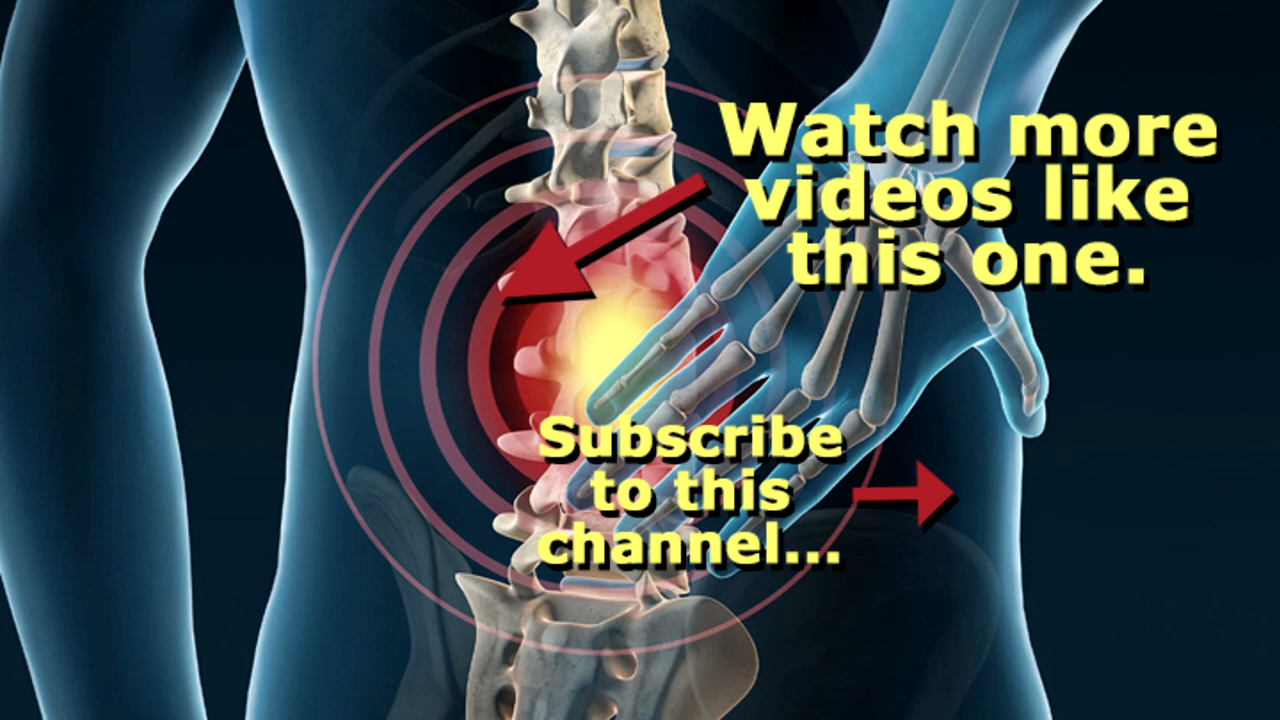 Watch more
videos like
this one.
Subscribe
to this
channel...